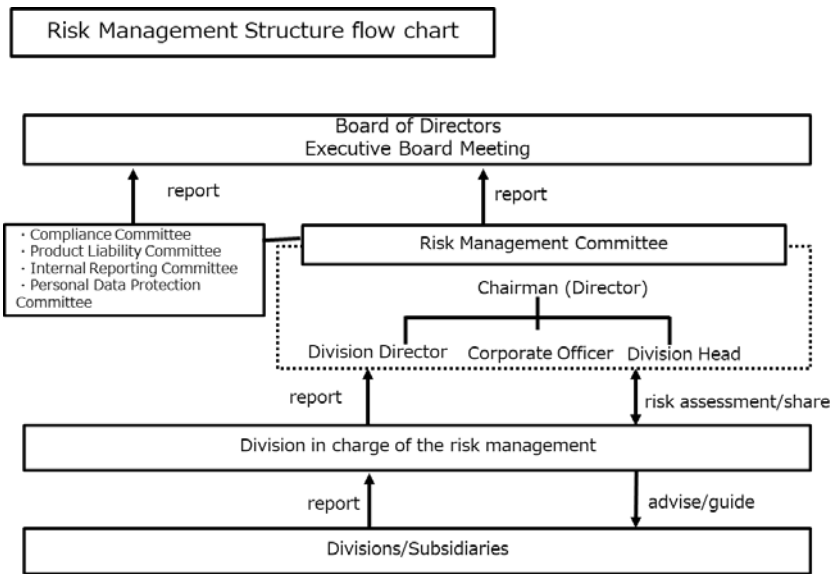 Risk Management Structure flow chart
Board of Directors
Executive Board Meeting
report
report
・Compliance Committee
・Product Liability Committee
・Internal Reporting Committee
・Personal Data Protection
Committee
Risk Management Committee
Chairman (Director)
Division Director
Corporate Officer
Division Head
report
risk assessment/share
Division in charge of the risk management
report
advise/guide
Divisions/Subsidiaries